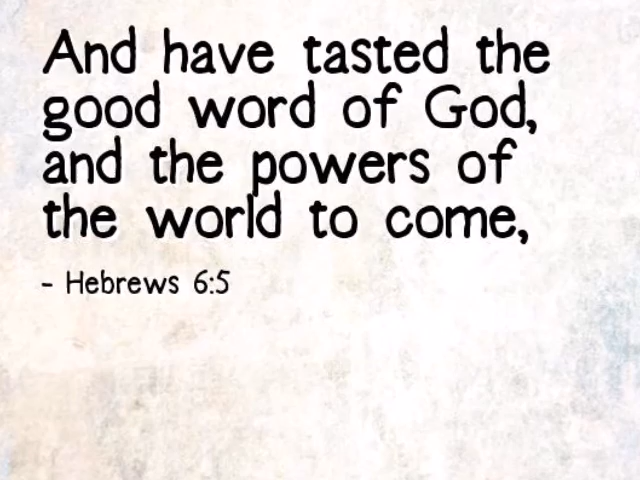 And have tasted the
good word of God,
and the powers of
the world to come,
- Hebrews 6:5